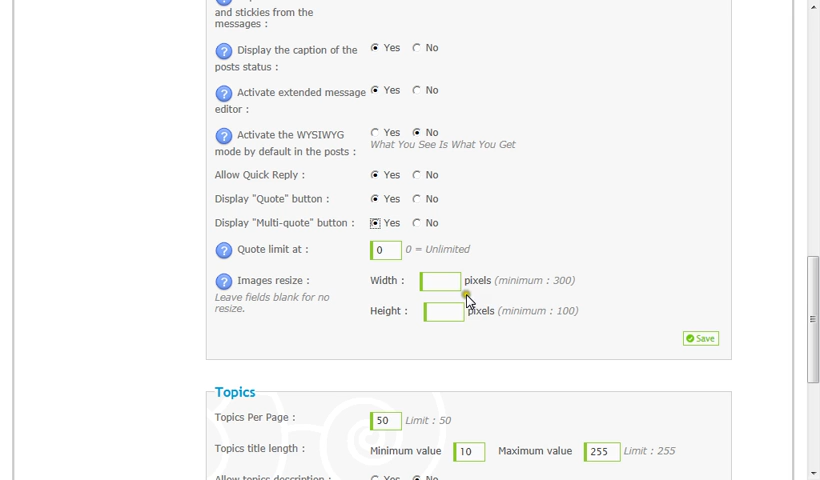 and stickies from the
messages :
Display the caption of the
posts status :
Yes No
Activate extended message
editor :
Yes No
Activate the WYSIWYG
mode by default in the posts :
Yes No
What You See Is What You Get
Allow Quick Reply : Yes No
Display "Quote" button : Yes No
Display "Multi-quote" button : Yes No
Quote limit at : 0 0 = Unlimited
Images resize :
Leave fields blank for no
resize.
Width : pixels (minimum : 300)
Height : pixels (minimum : 100)
Save
Topics
Topics Per Page : 50 Limit : 50
Topics title length : Minimum value 10 Maximum value 255 Limit : 255
Allow topics description : Yes No